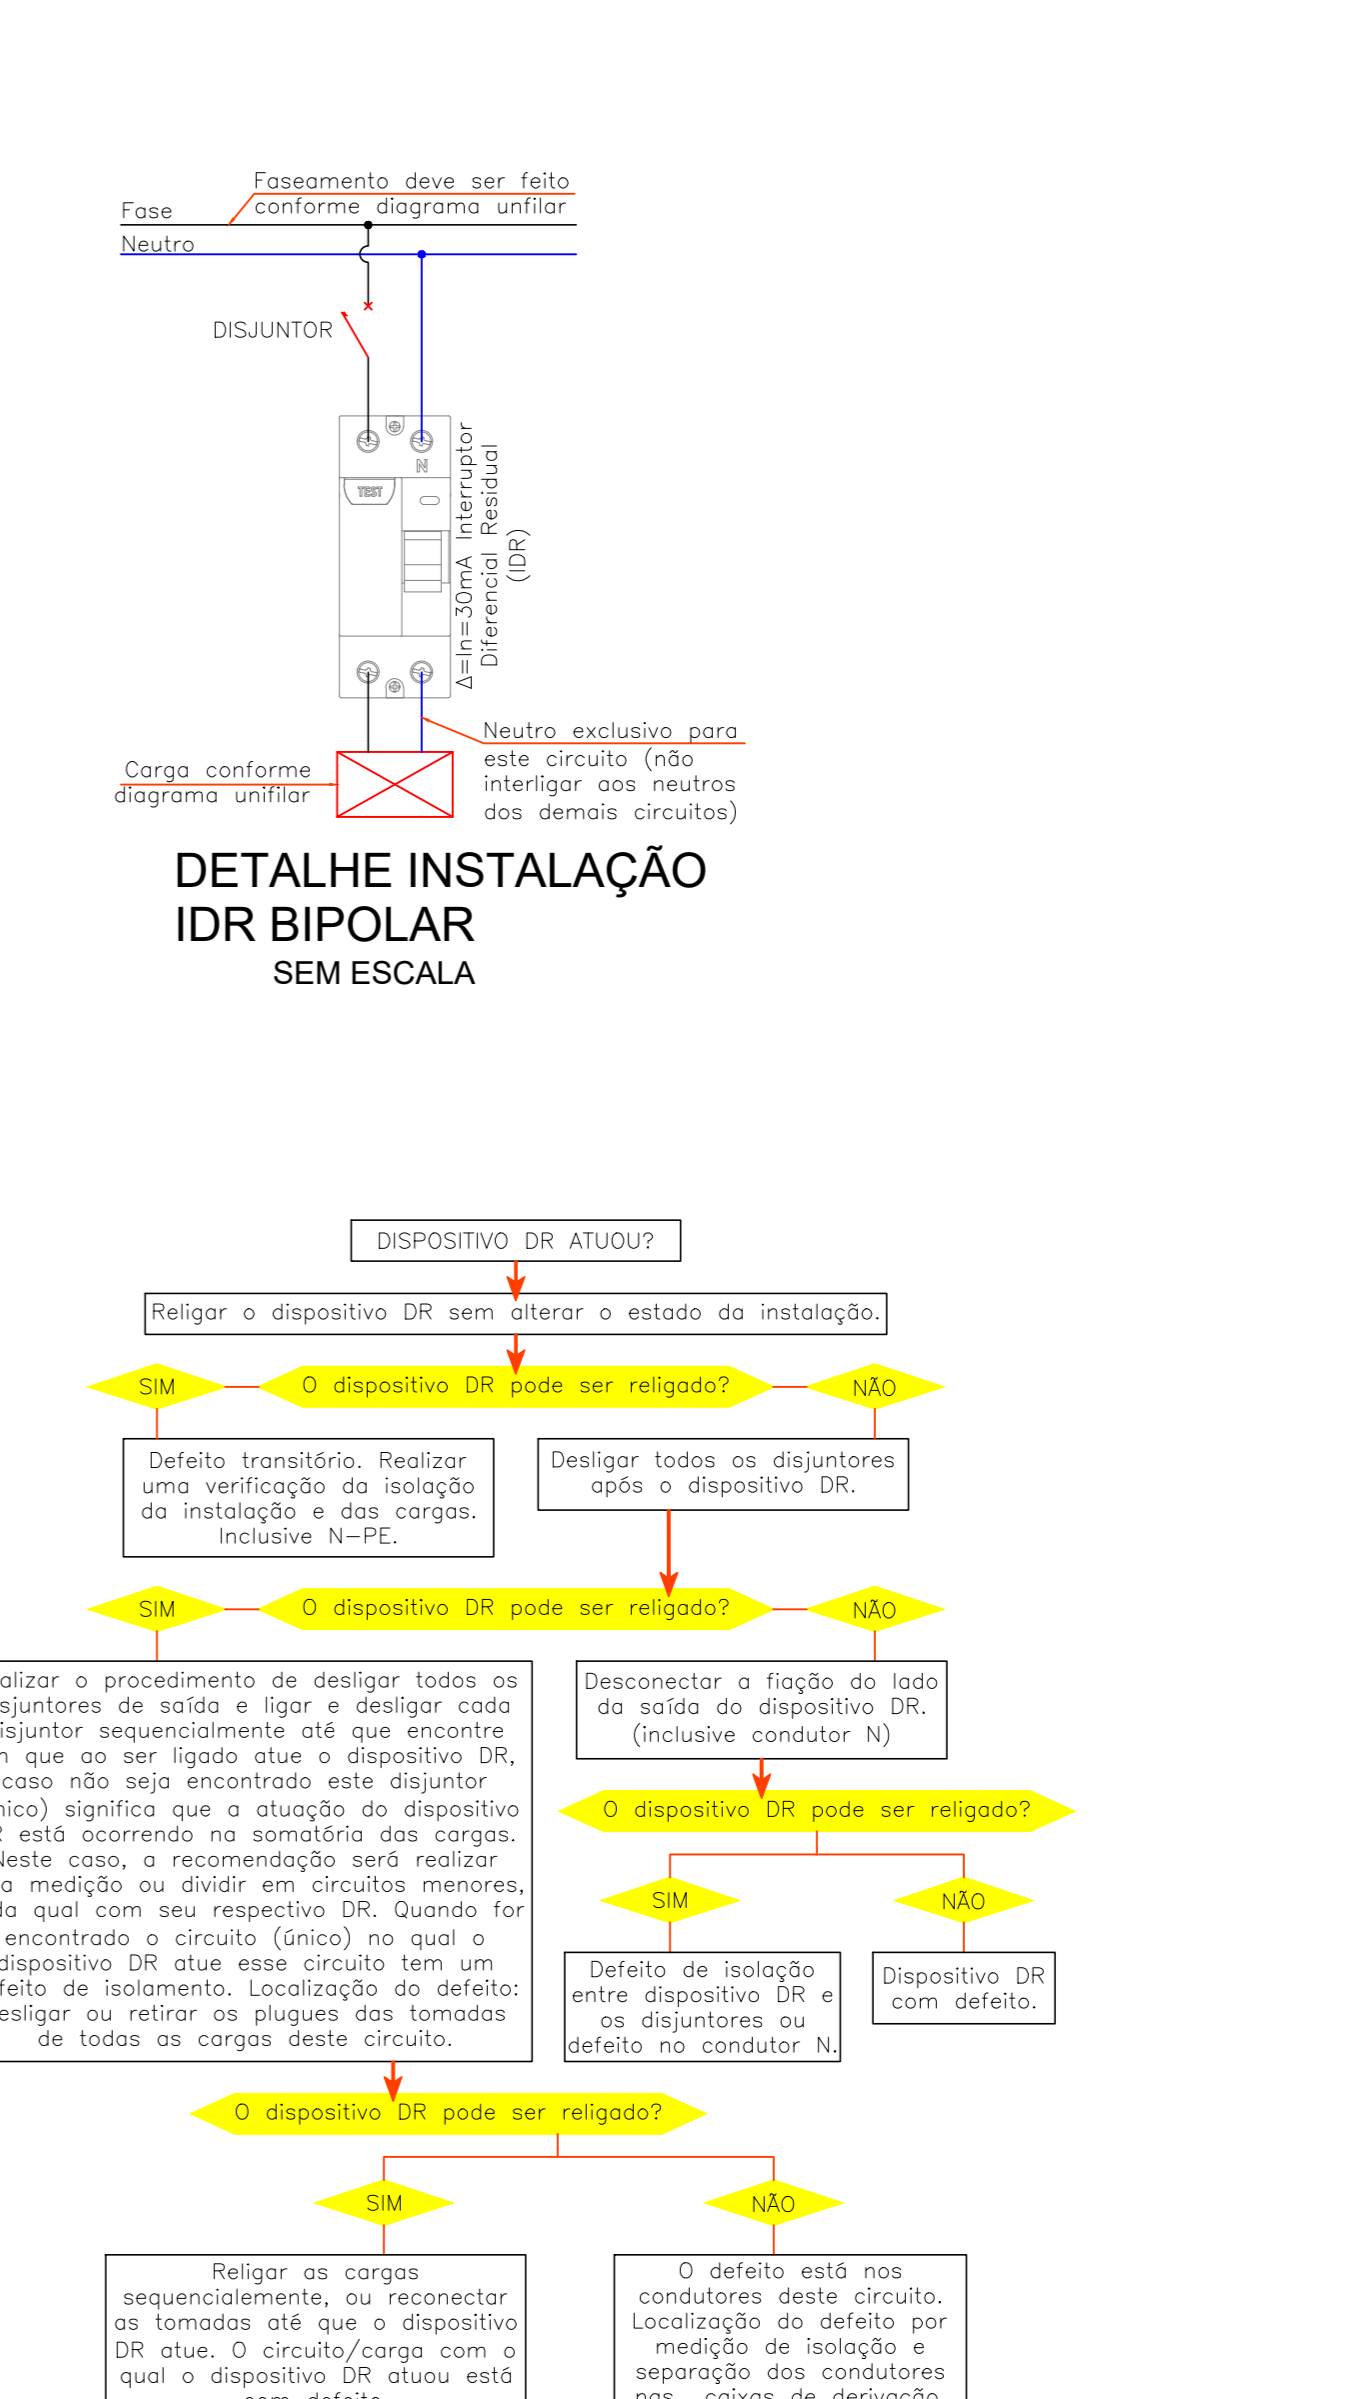 Faseamento deve ser feito
conforme diagrama unfilar
Fase
Neutro
DISJUNTOR
N
TEST
Δ=In=30mA Interruptor
Diferencial Residual
(IDR)
Neutro exclusivo para
este circuito (não
interligar aos neutros
dos demais circuitos)
Carga conforme
diagrama unifilar
DETALHE INSTALAÇÃO
IDR BIPOLAR
SEM ESCALA
DISPOSITIVO DR ATUOU?
Religar o dispositivo DR sem alterar o estado da instalação.
SIM
O dispositivo DR pode ser religado?
NÃO
Defeito transitório. Realizar
uma verificação da isolação
da instalação e das cargas.
Inclusive N-PE.
Desligar todos os disjuntores
após o dispositivo DR.
SIM
O dispositivo DR pode ser religado?
NÃO
o procedimento de desligar todos os
de saída e ligar e desligar cada
sequencialmente até que encontre
que ao ser ligado atue o dispositivo DR,
caso não seja encontrado este disjuntor
significa que a atuação do dispositivo
está ocorrendo na somatória das cargas.
Neste caso, a recomendação será realizar
medição ou dividir em circuitos menores,
qual com seu respectivo DR. Quando for
encontrado o circuito (único) no qual o
dispositivo DR atue esse circuito tem um
de isolamento. Localização do defeito:
ou retirar os plugues das tomadas
de todas as cargas deste circuito.
Desconectar a fiação do lado
da saída do dispositivo DR.
(inclusive condutor N)
O dispositivo DR pode ser religado?
SIM
NÃO
Defeito de isolação
entre dispositivo DR e
os disjuntores ou
defeito no condutor N.
Dispositivo DR
com defeito.
O dispositivo DR pode ser religado?
SIM
NÃO
Religar as cargas
sequencialemente, ou reconectar
as tomadas até que o dispositivo
DR atue. O circuito/carga com o
qual o dispositivo DR atuou está
com defeito
O defeito está nos
condutores deste circuito.
Localização do defeito por
medição de isolação e
separação dos condutores
nas caixas de derivação